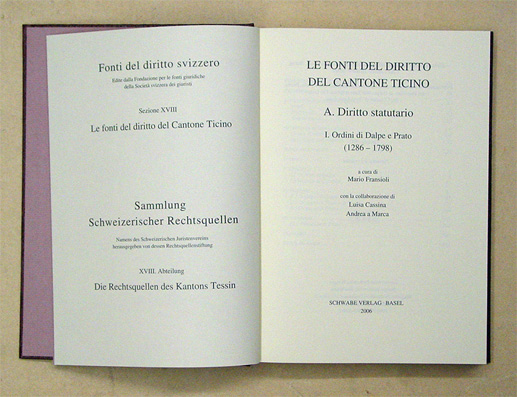 Fonti del diritto svizzero
Edite dalla Fondazione per le fonti giuridiche
della Società svizzera dei giuristi
Sezione XVIII
Le fonti del diritto del Cantone Ticino
Sammlung
Schweizerischer Rechtsquellen
Namens des Schweizerischen Juristenvereins
herausgegeben von dessen Rechtsquellenstiftung
XVIII. Abteilung
Die Rechtsquellen des Kantons Tessin
LE FONTI DEL DIRITTO
DEL CANTONE TICINO
A. Diritto statutario
I. Ordini di Dalpe e Prato
(1286 – 1798)
a cura di
Mario Fransioli
con la collaborazione di
Luisa Cassina
Andrea a Marca
SCHWABE VERLAG BASEL
2006